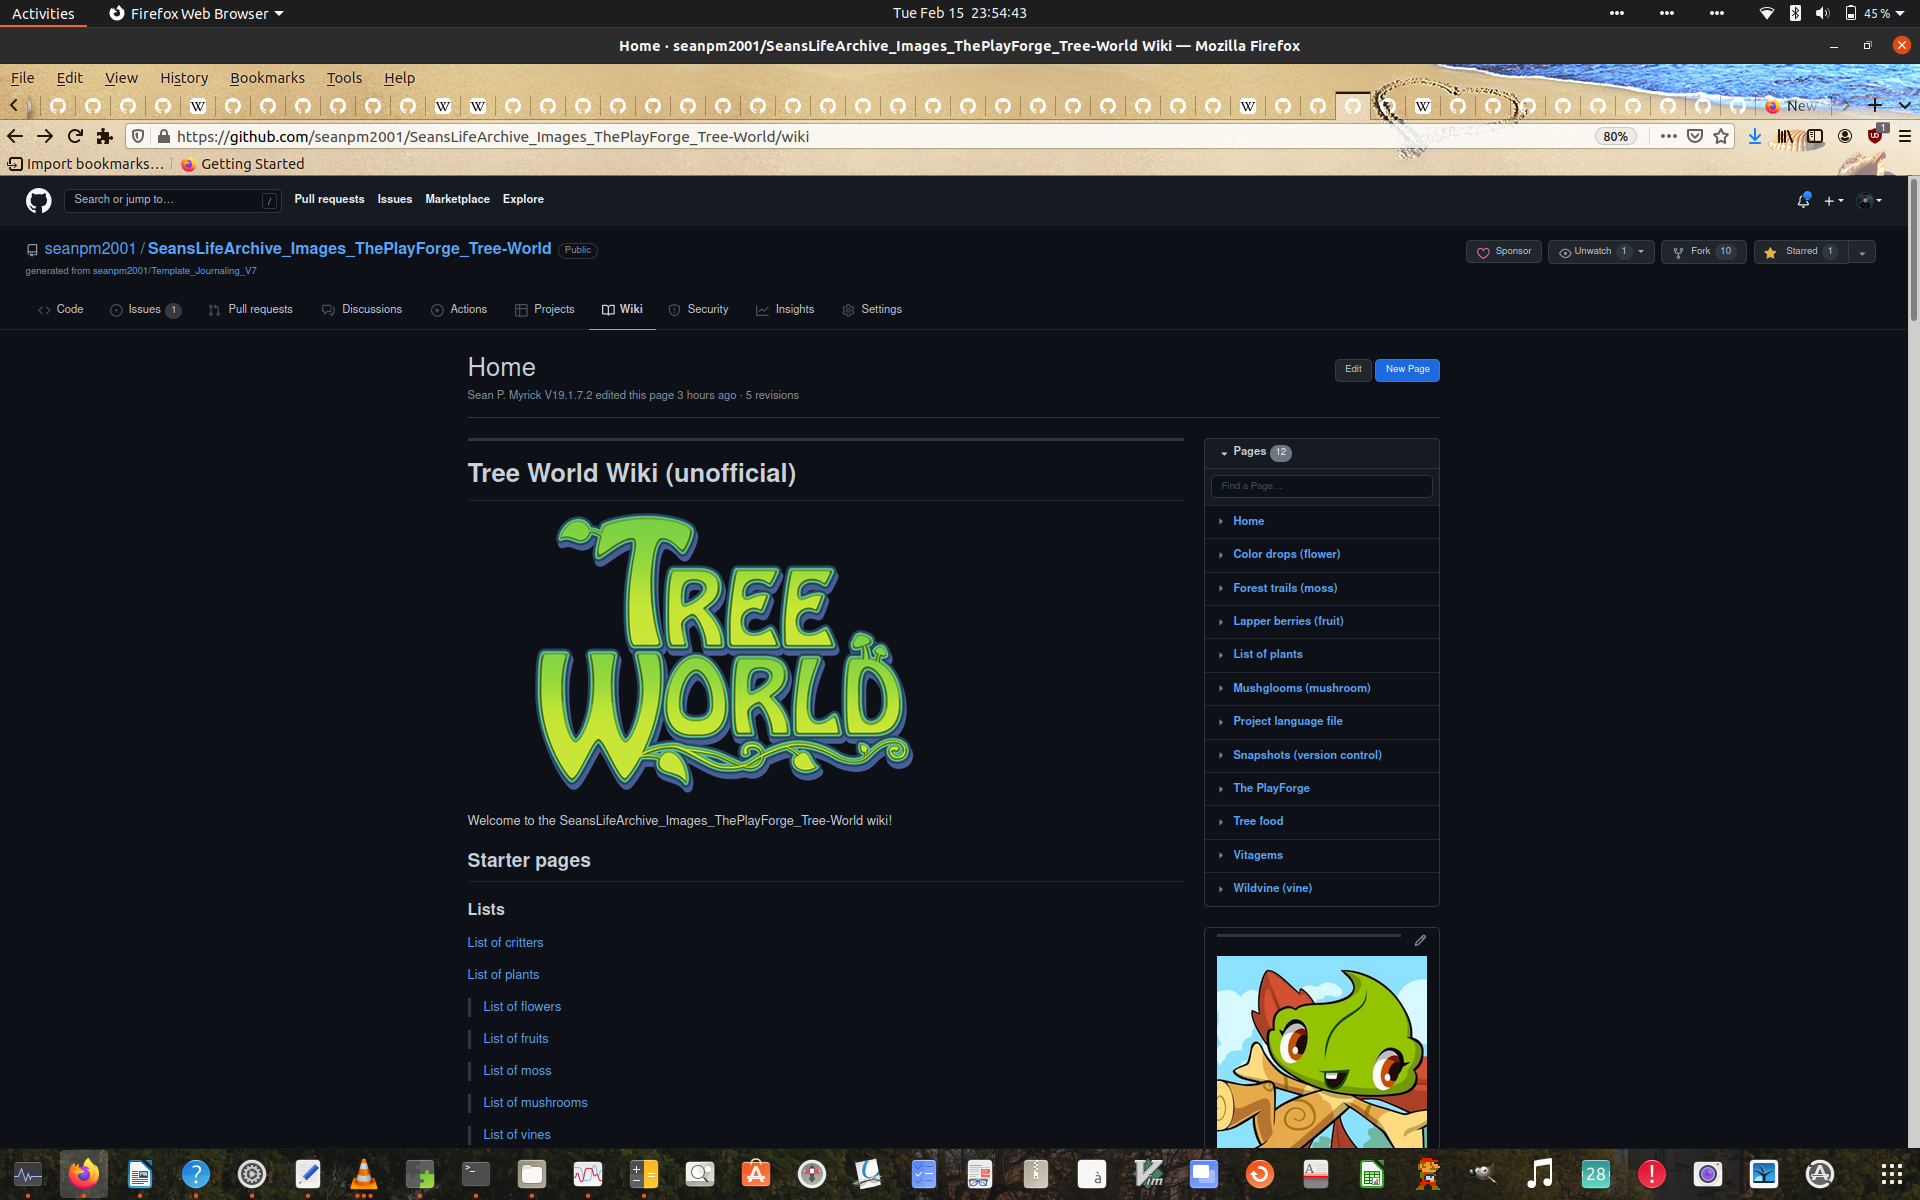 Activities Firefox Web Browser Tue Feb 15 23:54:43 45 %
Home · seanpm2001/SeansLifeArchive_Images_ThePlayForge_Tree-World Wiki — Mozilla Firefox
File Edit View History Bookmarks Tools Help
New
https://github.com/seanpm2001/SeansLifeArchive_Images_ThePlayForge_Tree-World/wiki 80% 1
Import bookmarks… Getting Started
Search or jump to… / Pull requests Issues Marketplace Explore
seanpm2001 / SeansLifeArchive_Images_ThePlayForge_Tree-World Public Sponsor Unwatch 1 Fork 10 Starred 1
generated from seanpm2001/Template_Journaling_V7
Code Issues 1 Pull requests Discussions Actions Projects Wiki Security Insights Settings
Home Edit New Page
Sean P. Myrick V19.1.7.2 edited this page 3 hours ago · 5 revisions
Tree World Wiki (unofficial)
TREE
WORLD
Welcome to the SeansLifeArchive_Images_ThePlayForge_Tree-World wiki!
Starter pages
Lists
List of critters
List of plants
List of flowers
List of fruits
List of moss
List of mushrooms
List of vines
Pages 12
Find a Page…
Home
Color drops (flower)
Forest trails (moss)
Lapper berries (fruit)
List of plants
Mushglooms (mushroom)
Project language file
Snapshots (version control)
The PlayForge
Tree food
Vitagems
Wildvine (vine)
28